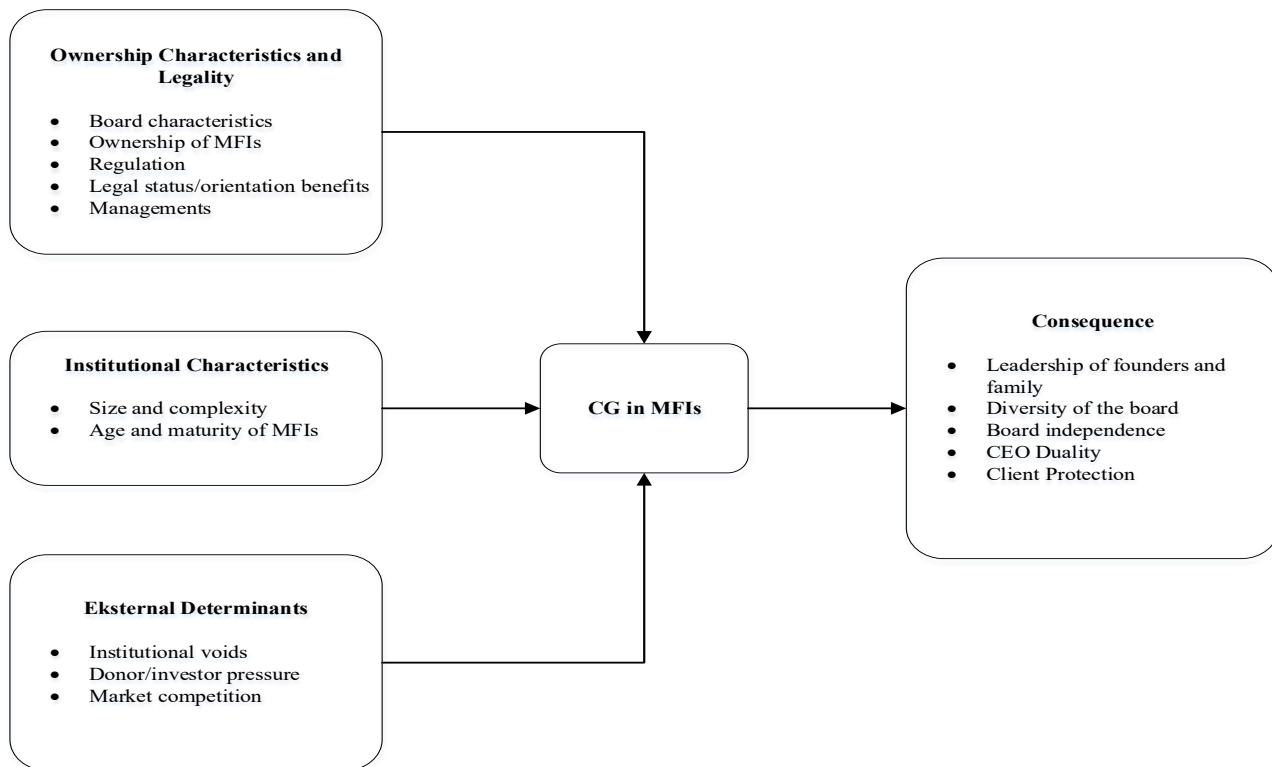 Ownership Characteristics and
Legality
• Board characteristics
• Ownership of MFIs
• Regulation
• Legal status/orientation benefits
• Managements
Institutional Characteristics
• Size and complexity
• Age and maturity of MFIs
Eksternal Determinants
• Institutional voids
• Donor/investor pressure
• Market competition
CG in MFIs
Consequence
• Leadership of founders and
family
• Diversity of the board
• Board independence
• CEO Duality
• Client Protection